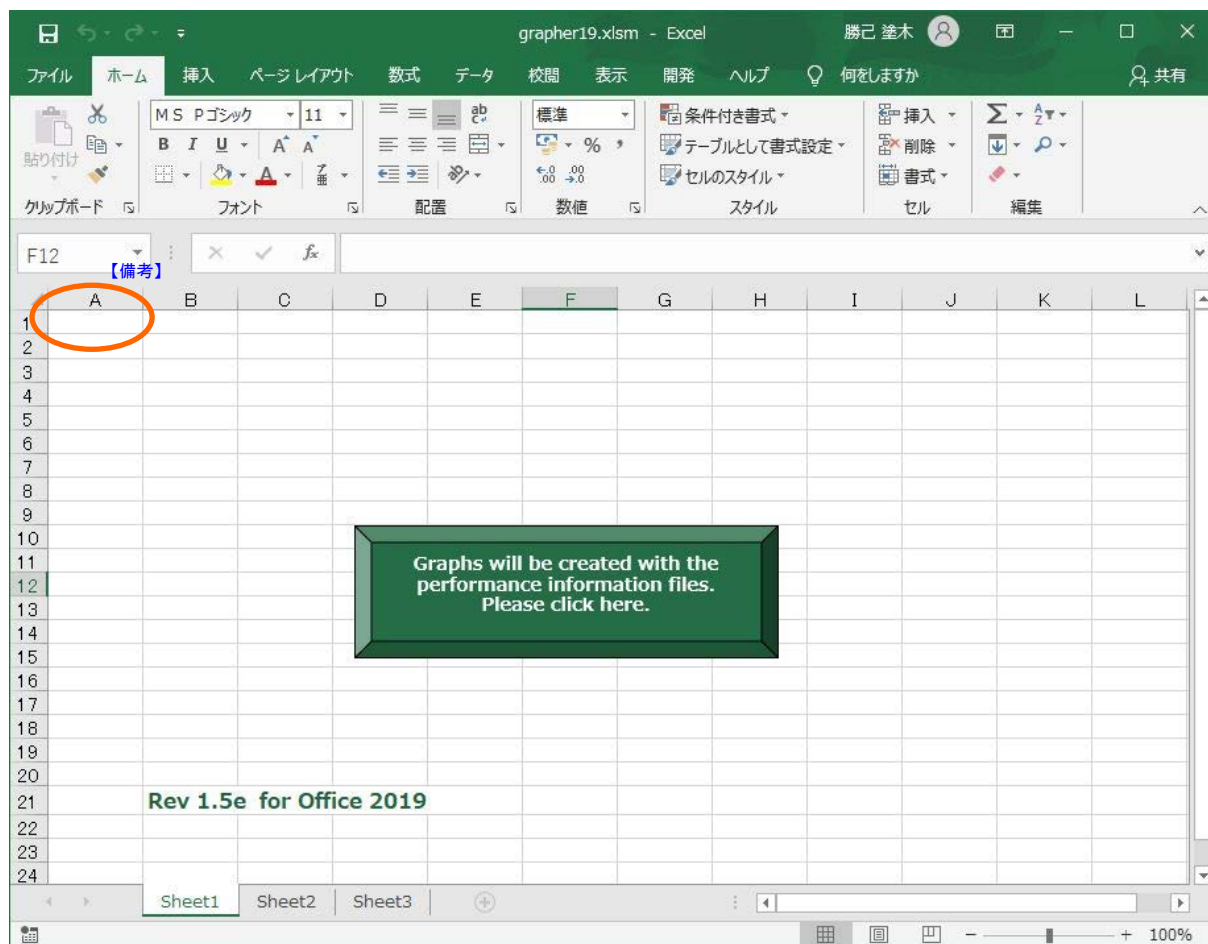 grapher19.xlsm - Excel 勝己 塗木
ファイル ホーム 挿入 ページ レイアウト 数式 データ 校閲 表示 開発 ヘルプ 何をしますか 共有
貼り付け
MS Pゴシック 11
B I U A A
A ア亜
ab c
標準
% ,
.00 .0
条件付き書式
テーブルとして書式設定
セルのスタイル
挿入
削除
書式
Σ A Z
クリップボード フォント 配置 数値 スタイル セル 編集
F12 fx
【備考】
A B C D E F G H I J K L
1
2
3
4
5
6
7
8
9
10
11 Graphs will be created with the
12 performance information files.
13 Please click here.
14
15
16
17
18
19
20
21 Rev 1.5e for Office 2019
22
23
24
Sheet1 Sheet2 Sheet3
- + 100%